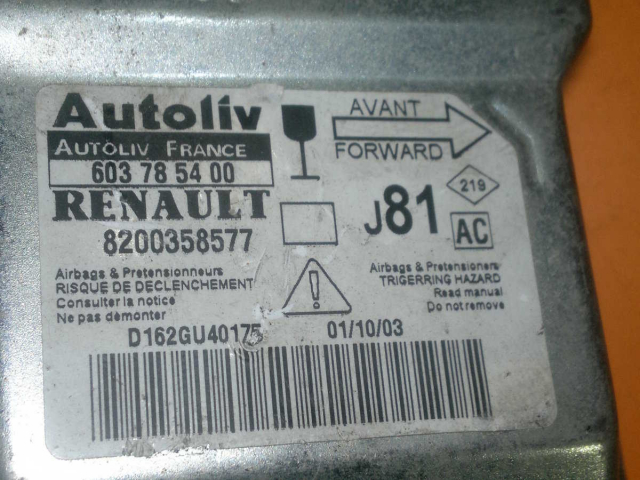 Autoliv
AUTOLIV FRANCE
603 78 54 00
RENAULT
8200358577
AVANT
FORWARD
J81
219
AC
Airbags & Pretensionneurs
RISQUE DE DECLENCHEMENT
Consulter la notice
Ne pas démonter
Airbags & Pretensioners
TRIGERRING HAZARD
Read manual
Do not remove
D162GU40175
01/10/03